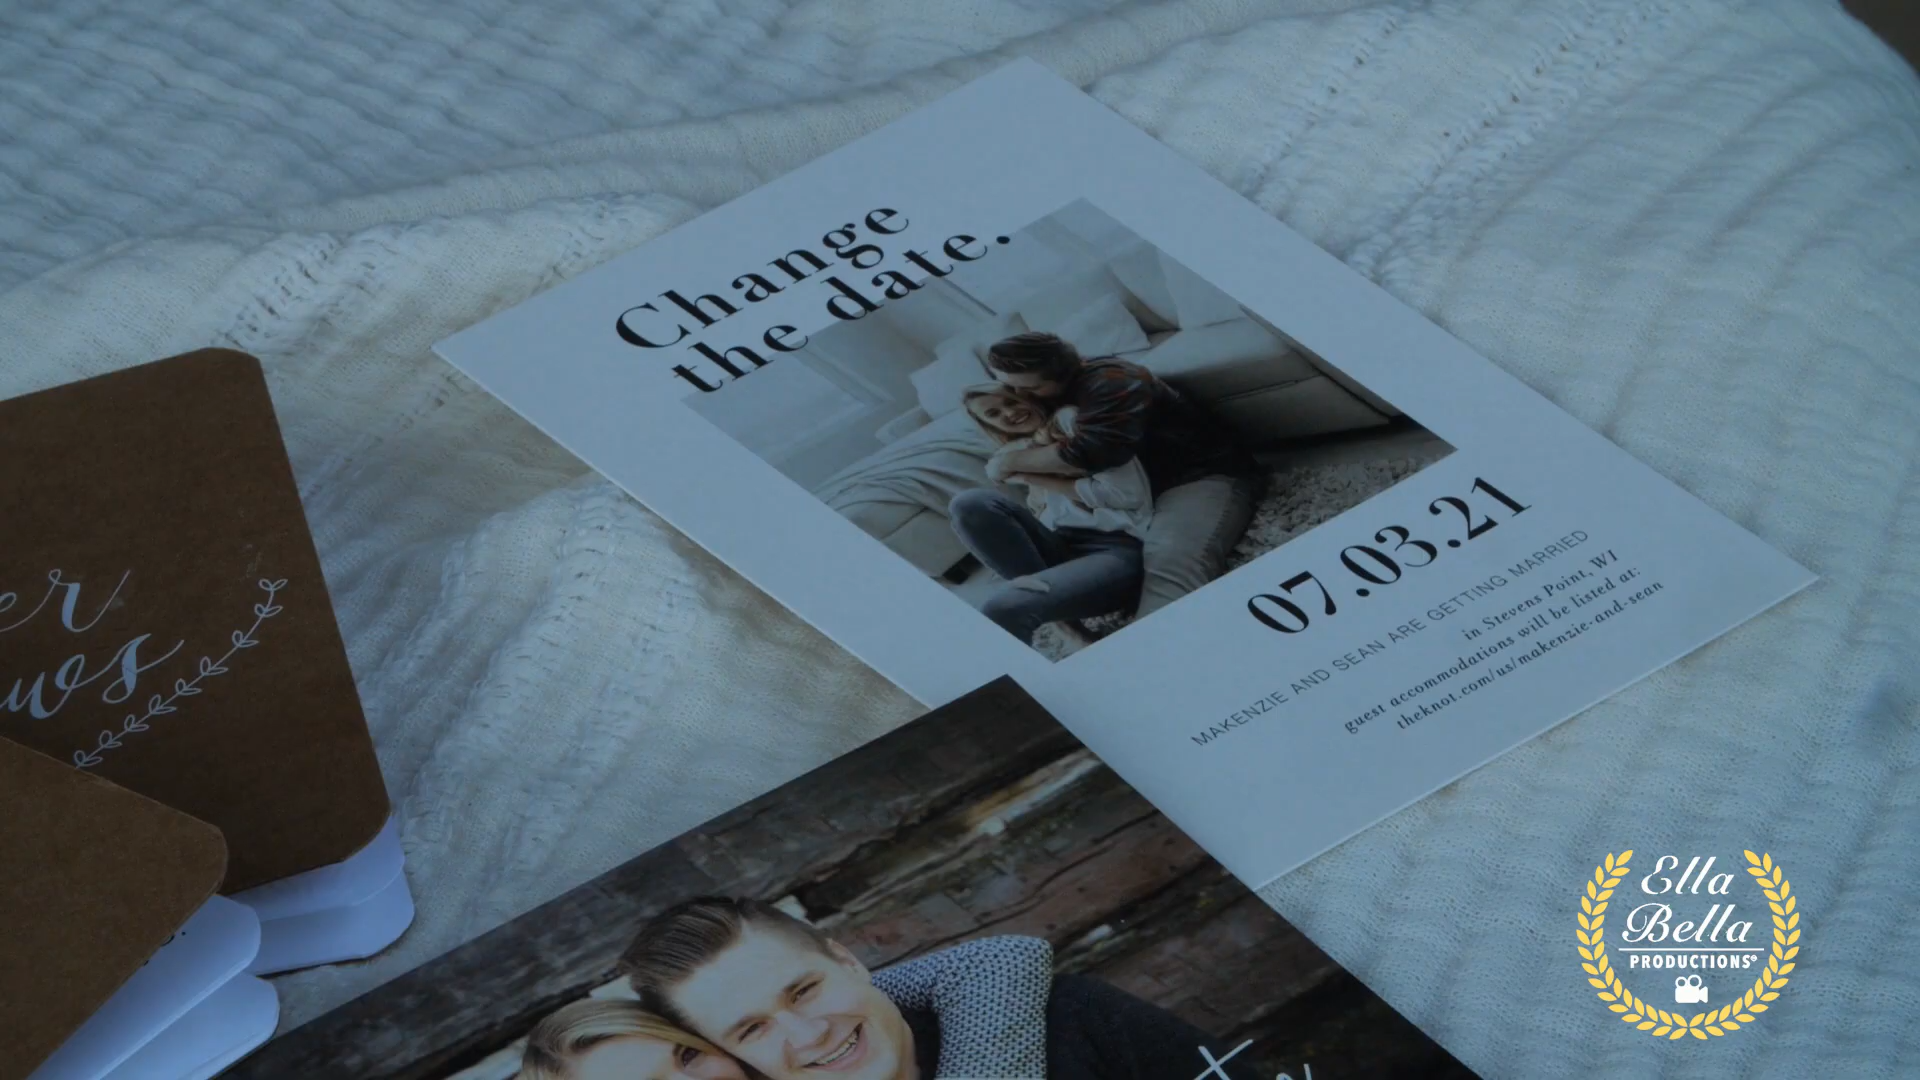 Change
the date.
07.03.21
MAKENZIE AND SEAN ARE GETTING MARRIED
in Stevens Point, WI
guest accommodations will be listed at:
theknot.com/us/makenzie-and-sean
Ella
Bella
PRODUCTIONS®